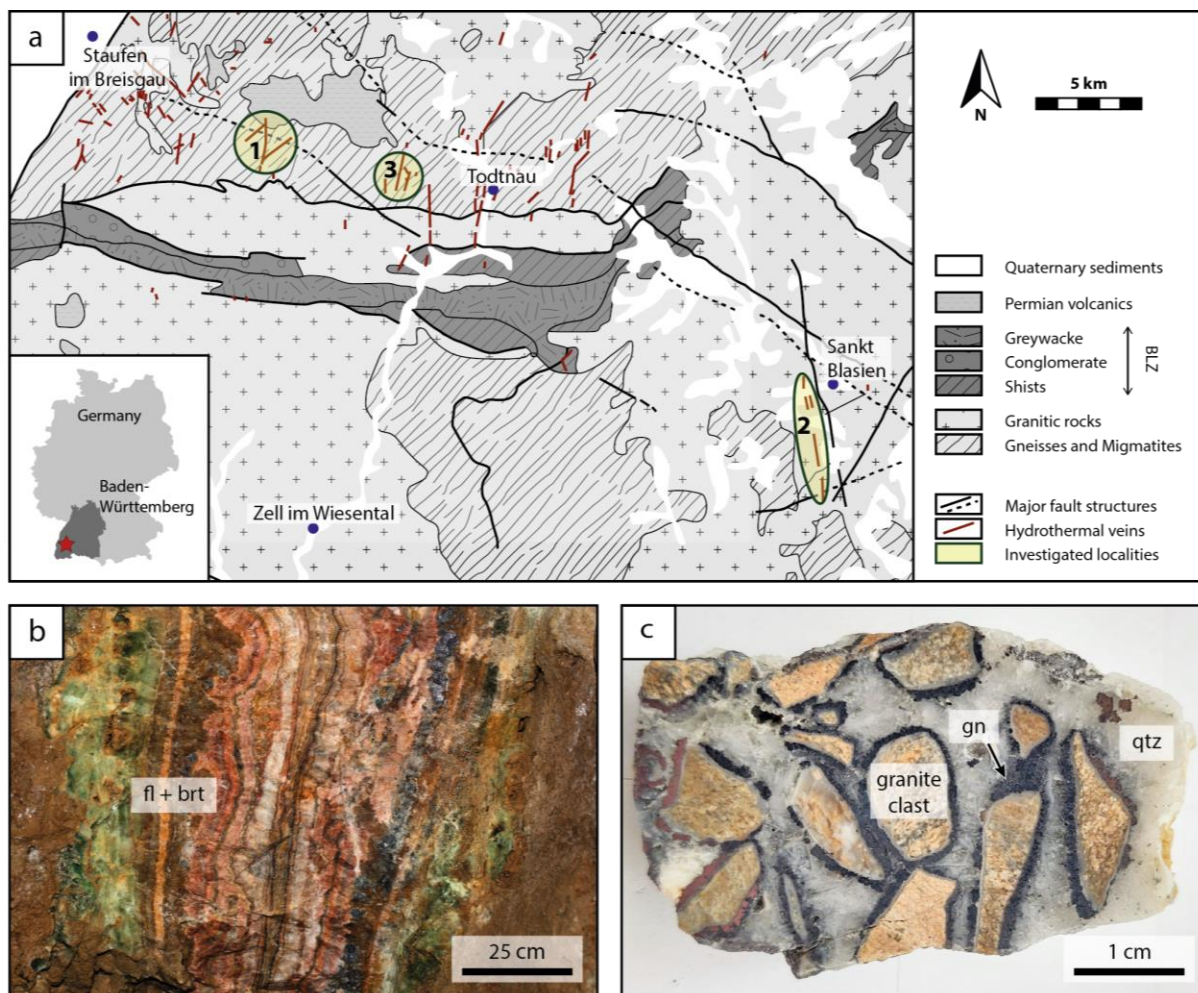 a
Staufen
im Breisgau
1
3
Todtnau
Sankt
Blasien
2
Zell im Wiesental
Germany
Baden-
Württemberg
N
5 km
Quaternary sediments
Permian volcanics
Greywacke
Conglomerate
Shists
BLZ
Granitic rocks
Gneisses and Migmatites
Major fault structures
Hydrothermal veins
Investigated localities
b
fl + brt
25 cm
c
gn
qtz
granite
clast
1 cm